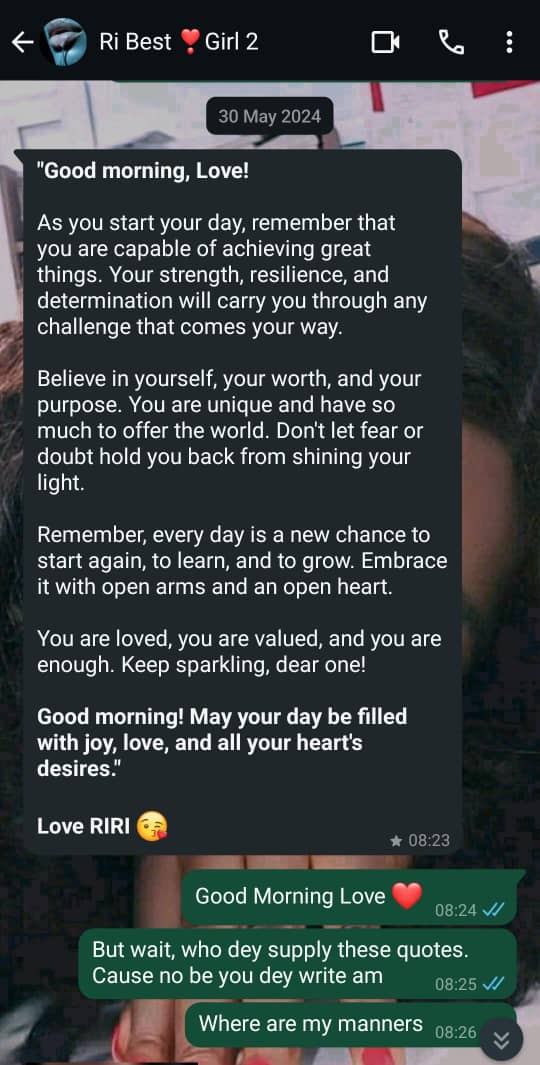 Ri Best ❣️Girl 2
30 May 2024
"Good morning, Love!
As you start your day, remember that
you are capable of achieving great
things. Your strength, resilience, and
determination will carry you through any
challenge that comes your way.
Believe in yourself, your worth, and your
purpose. You are unique and have so
much to offer the world. Don't let fear or
doubt hold you back from shining your
light.
Remember, every day is a new chance to
start again, to learn, and to grow. Embrace
it with open arms and an open heart.
You are loved, you are valued, and you are
enough. Keep sparkling, dear one!
Good morning! May your day be filled
with joy, love, and all your heart's
desires."
Love RIRI 😘
★ 08:23
Good Morning Love ❤️ 08:24
But wait, who dey supply these quotes.
Cause no be you dey write am 08:25
Where are my manners 08:26